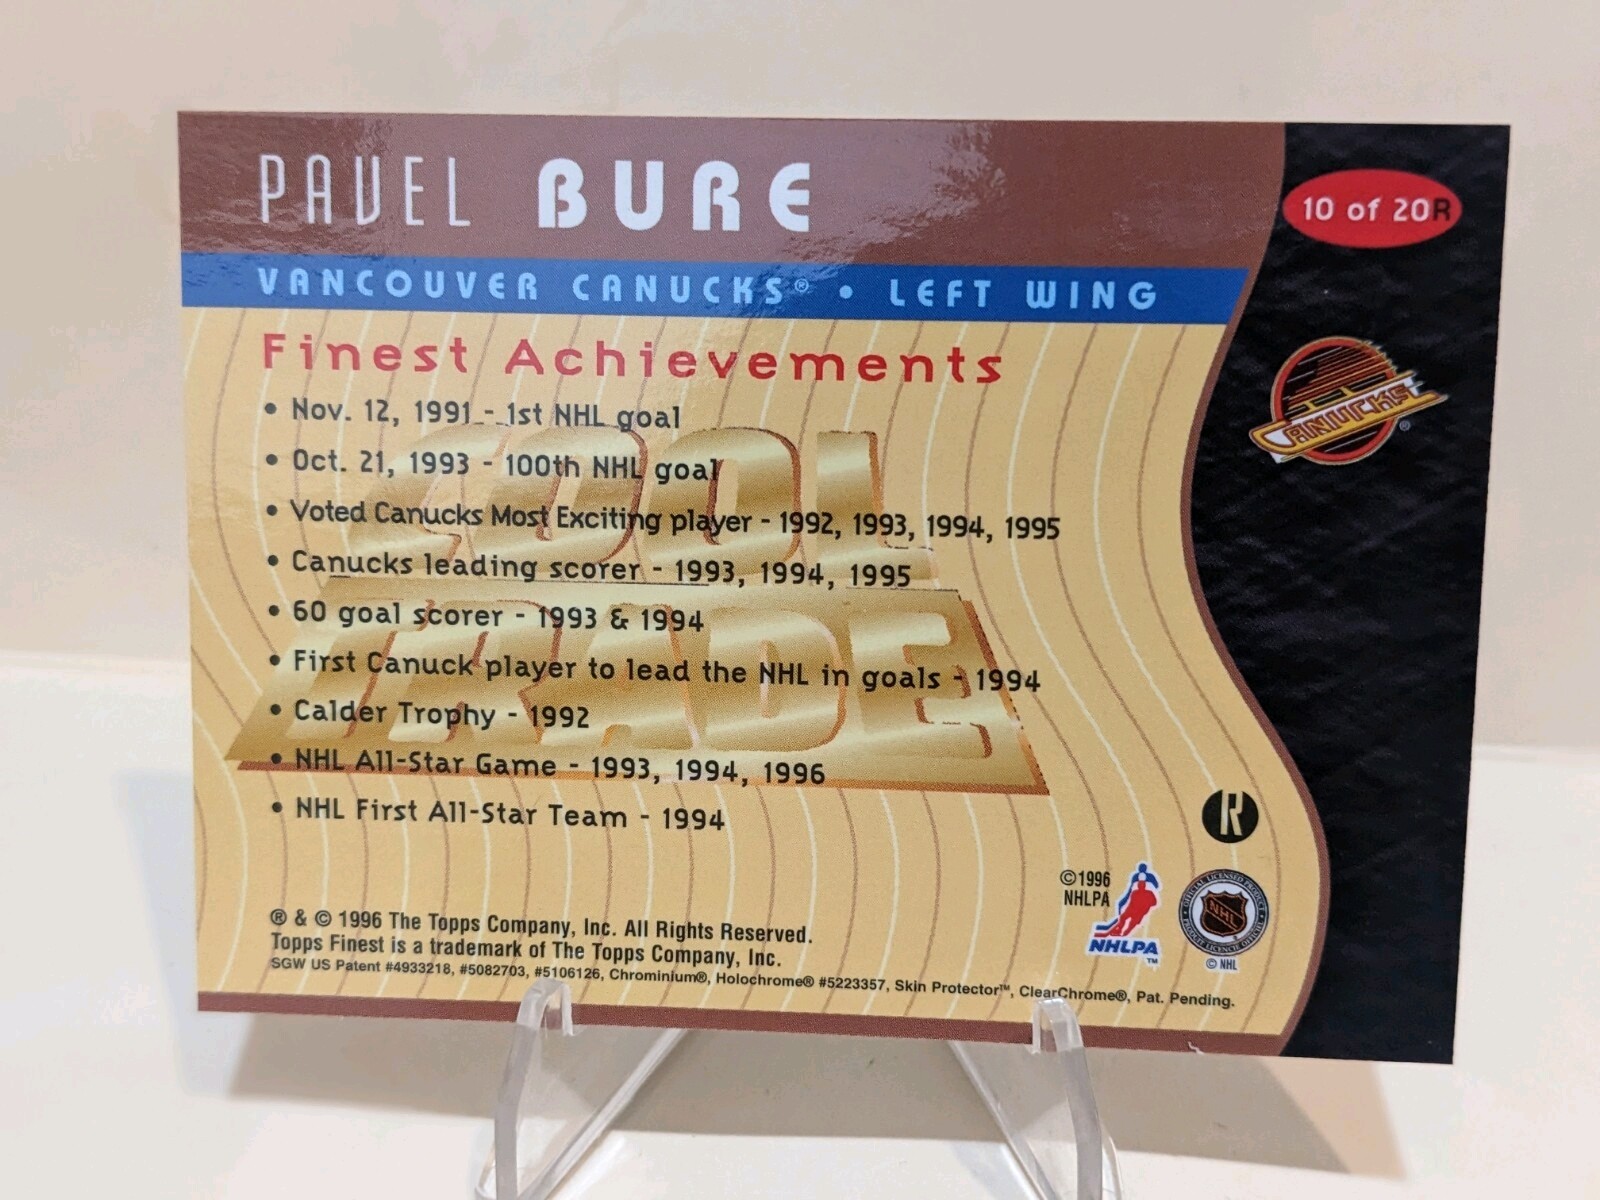 PAVEL BURE
10 of 20R
VANCOUVER CANUCKS® • LEFT WING
CANUCKS ®
Finest Achievements
• Nov. 12, 1991 - 1st NHL goal
• Oct. 21, 1993 - 100th NHL goal
• Voted Canucks Most Exciting player - 1992, 1993, 1994, 1995
• Canucks leading scorer - 1993, 1994, 1995
• 60 goal scorer - 1993 & 1994
• First Canuck player to lead the NHL in goals - 1994
• Calder Trophy - 1992
• NHL All-Star Game - 1993, 1994, 1996
• NHL First All-Star Team - 1994
COOL
TRADE
R
©1996
NHLPA
NHLPA
TM
NHL
© NHL
® & © 1996 The Topps Company, Inc. All Rights Reserved.
Topps Finest is a trademark of The Topps Company, Inc.
SGW US Patent #4933218, #5082703, #5106126, Chrominium®, Holochrome® #5223357, Skin Protector™, ClearChrome®, Pat. Pending.